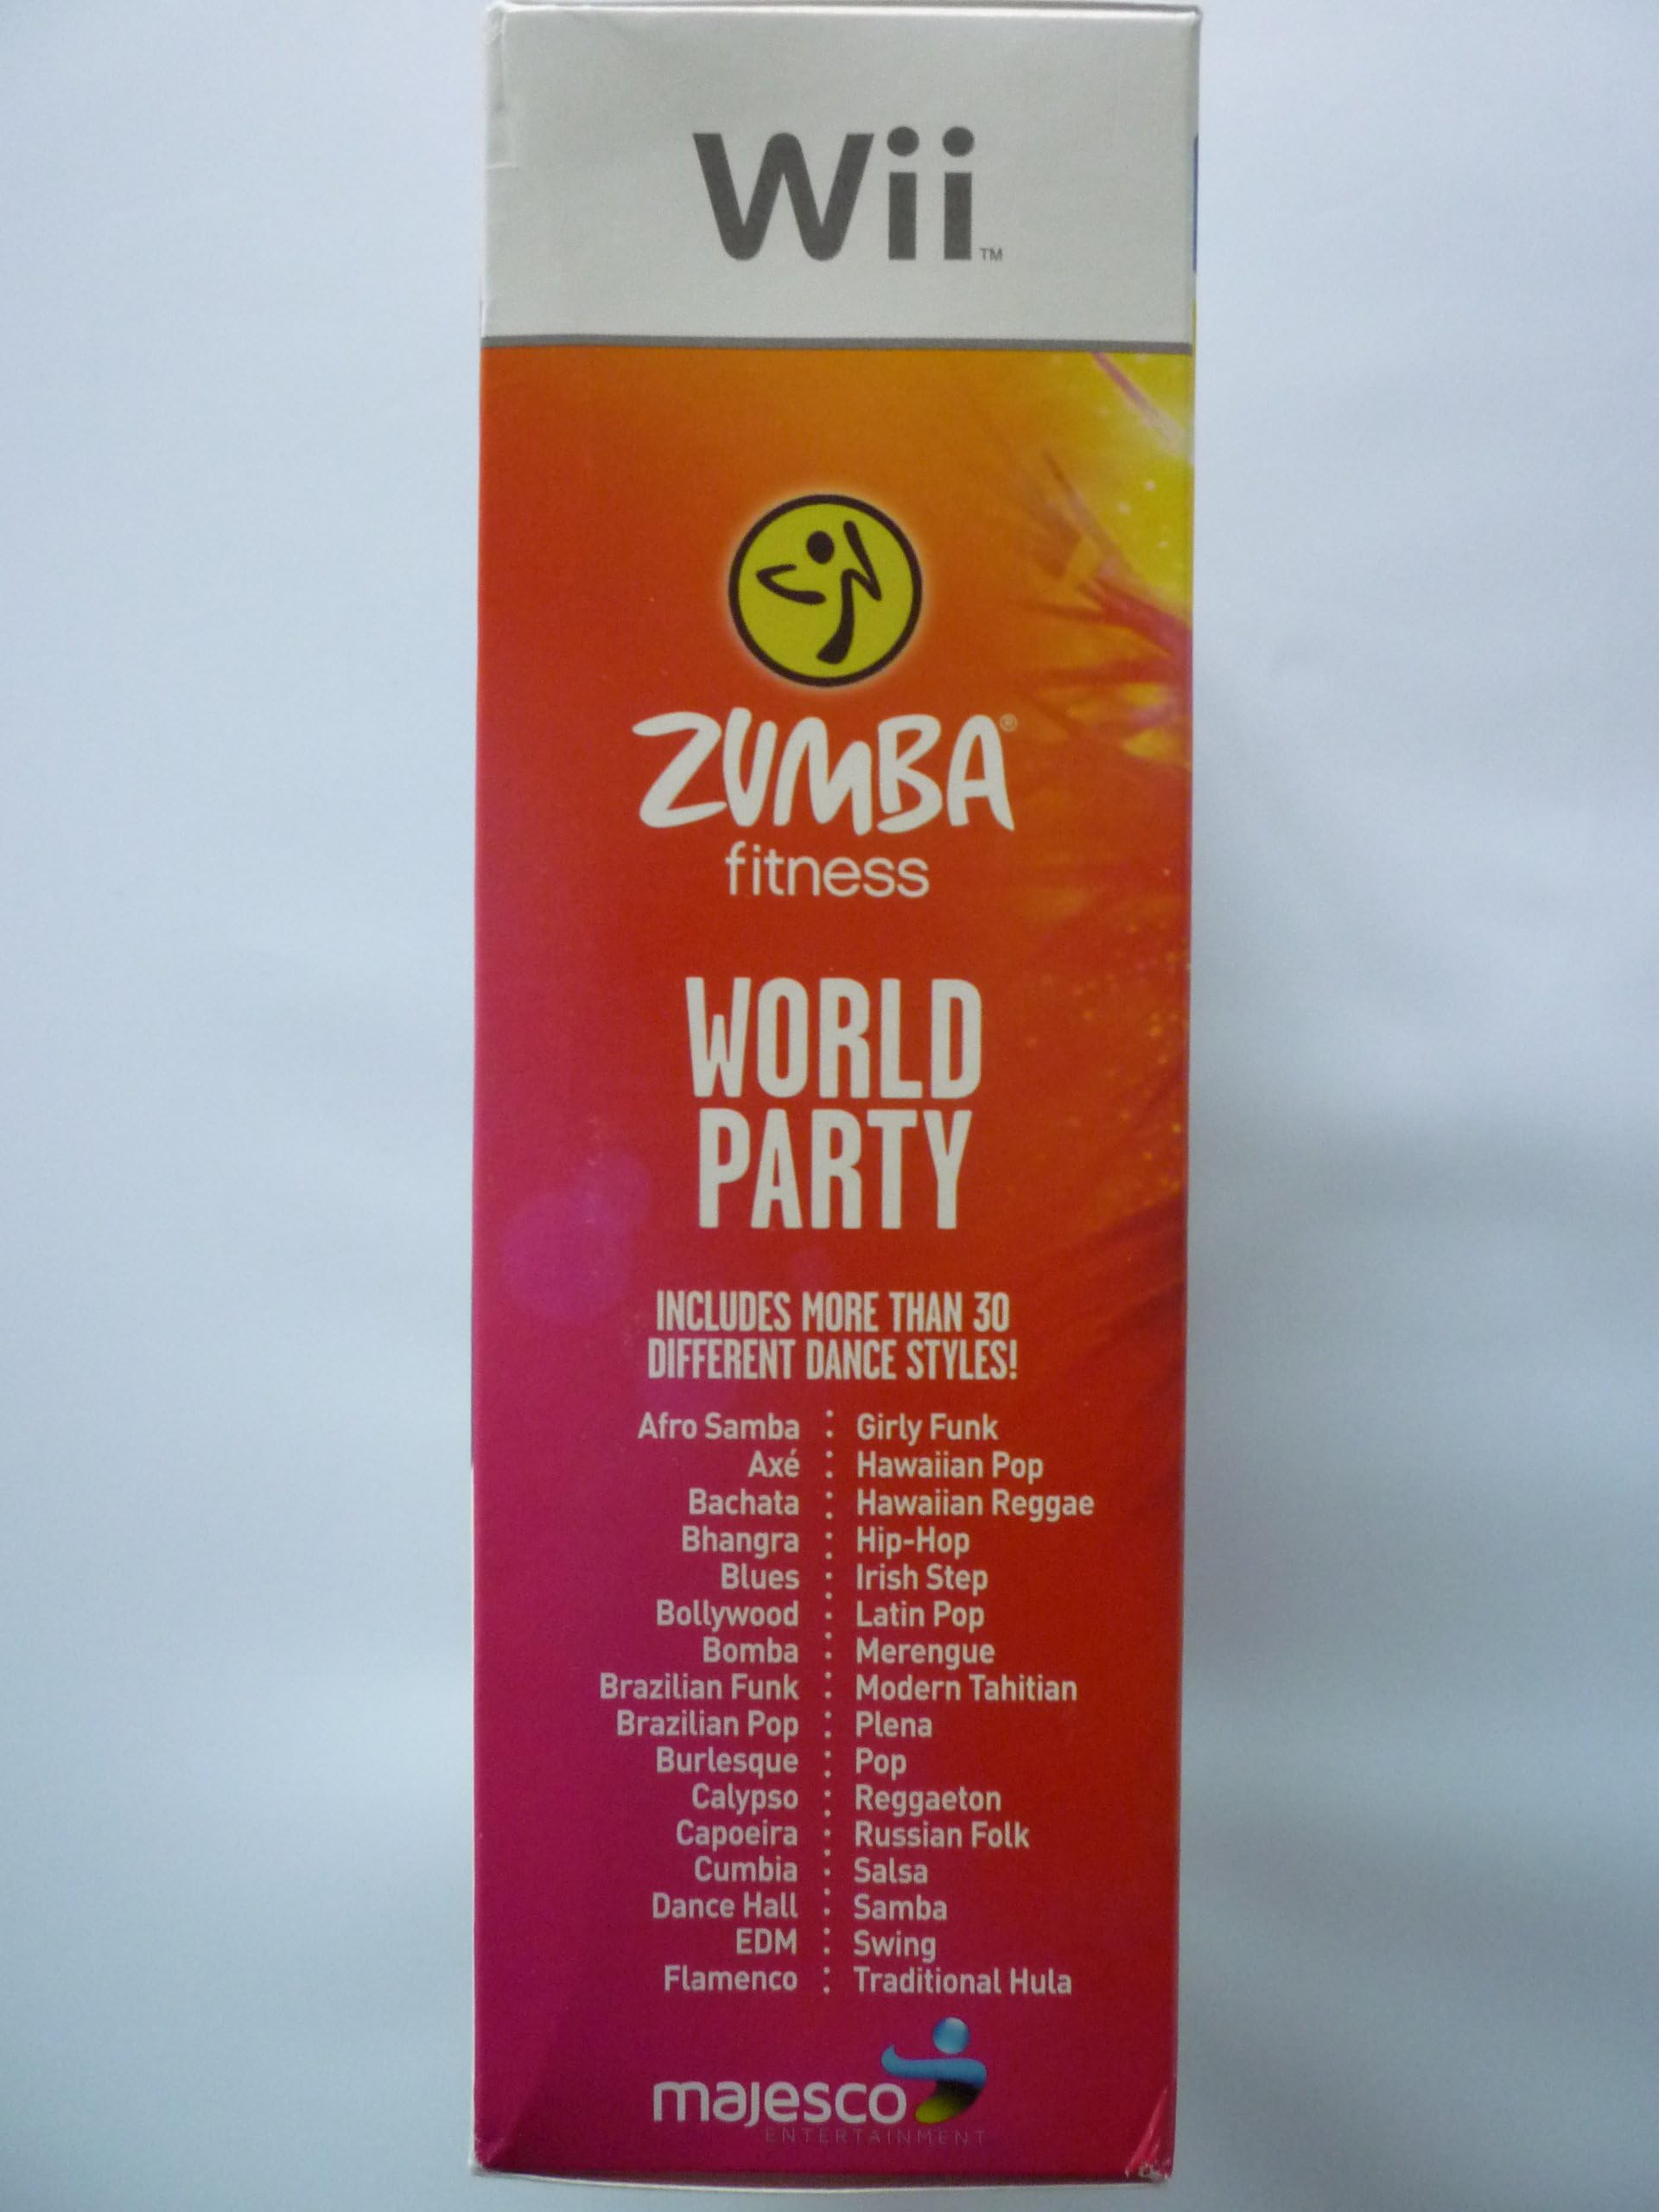 Wii™
ZUMBA®
fitness
WORLD
PARTY
INCLUDES MORE THAN 30
DIFFERENT DANCE STYLES!
Afro Samba : Girly Funk
Axé : Hawaiian Pop
Bachata : Hawaiian Reggae
Bhangra : Hip-Hop
Blues : Irish Step
Bollywood : Latin Pop
Bomba : Merengue
Brazilian Funk : Modern Tahitian
Brazilian Pop : Plena
Burlesque : Pop
Calypso : Reggaeton
Capoeira : Russian Folk
Cumbia : Salsa
Dance Hall : Samba
EDM : Swing
Flamenco : Traditional Hula
majesco
ENTERTAINMENT